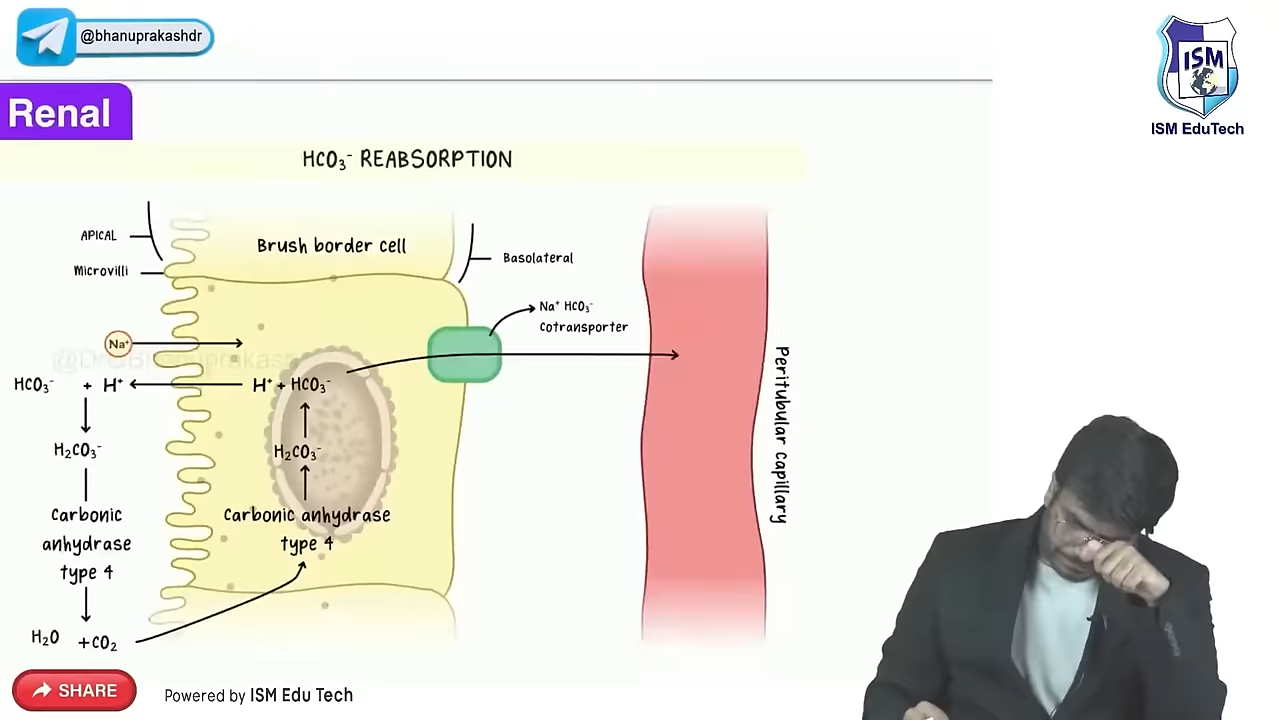 @bhanuprakashdr
ISM
ISM EduTech
Renal
HCO₃⁻ REABSORPTION
APICAL
Microvilli
Brush border cell
Basolateral
Na⁺ HCO₃⁻
Cotransporter
Na⁺
HCO₃⁻ + H⁺
H⁺ + HCO₃⁻
H₂CO₃⁻
H₂CO₃⁻
Carbonic
anhydrase
type 4
Carbonic anhydrase
type 4
H₂O + CO₂
Peritubular capillary
SHARE
Powered by ISM Edu Tech